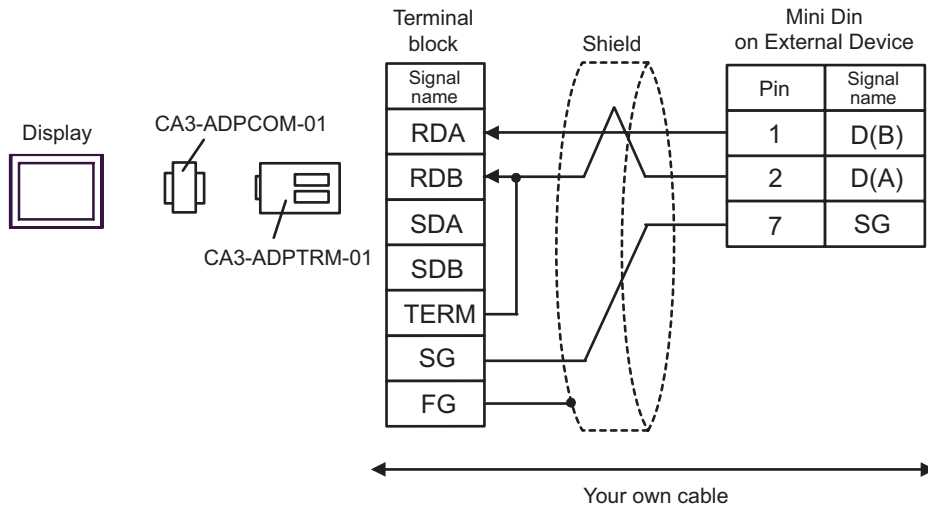 Display
CA3-ADPCOM-01
CA3-ADPTRM-01
Terminal
block
Signal
name
RDA
RDB
SDA
SDB
TERM
SG
FG
Shield
Mini Din
on External Device
Pin Signal
name
1 D(B)
2 D(A)
7 SG
Your own cable